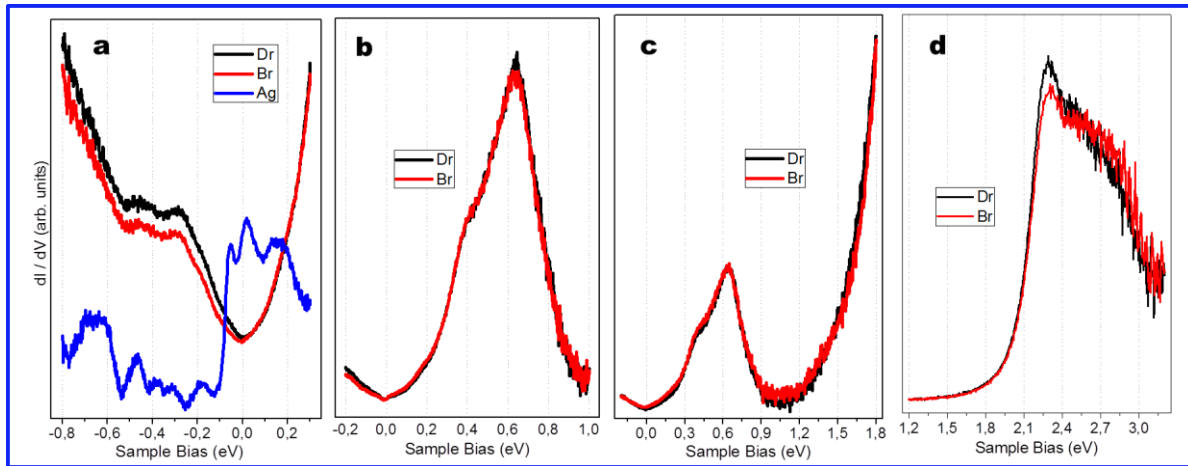 a
Dr
Br
Ag
dI / dV (arb. units)
-0,8 -0,6 -0,4 -0,2 0,0 0,2
Sample Bias (eV)
b
Dr
Br
-0,2 0,0 0,2 0,4 0,6 0,8 1,0
Sample Bias (eV)
c
Dr
Br
0,0 0,3 0,6 0,9 1,2 1,5 1,8
Sample Bias (eV)
d
Dr
Br
1,2 1,5 1,8 2,1 2,4 2,7 3,0
Sample Bias (eV)